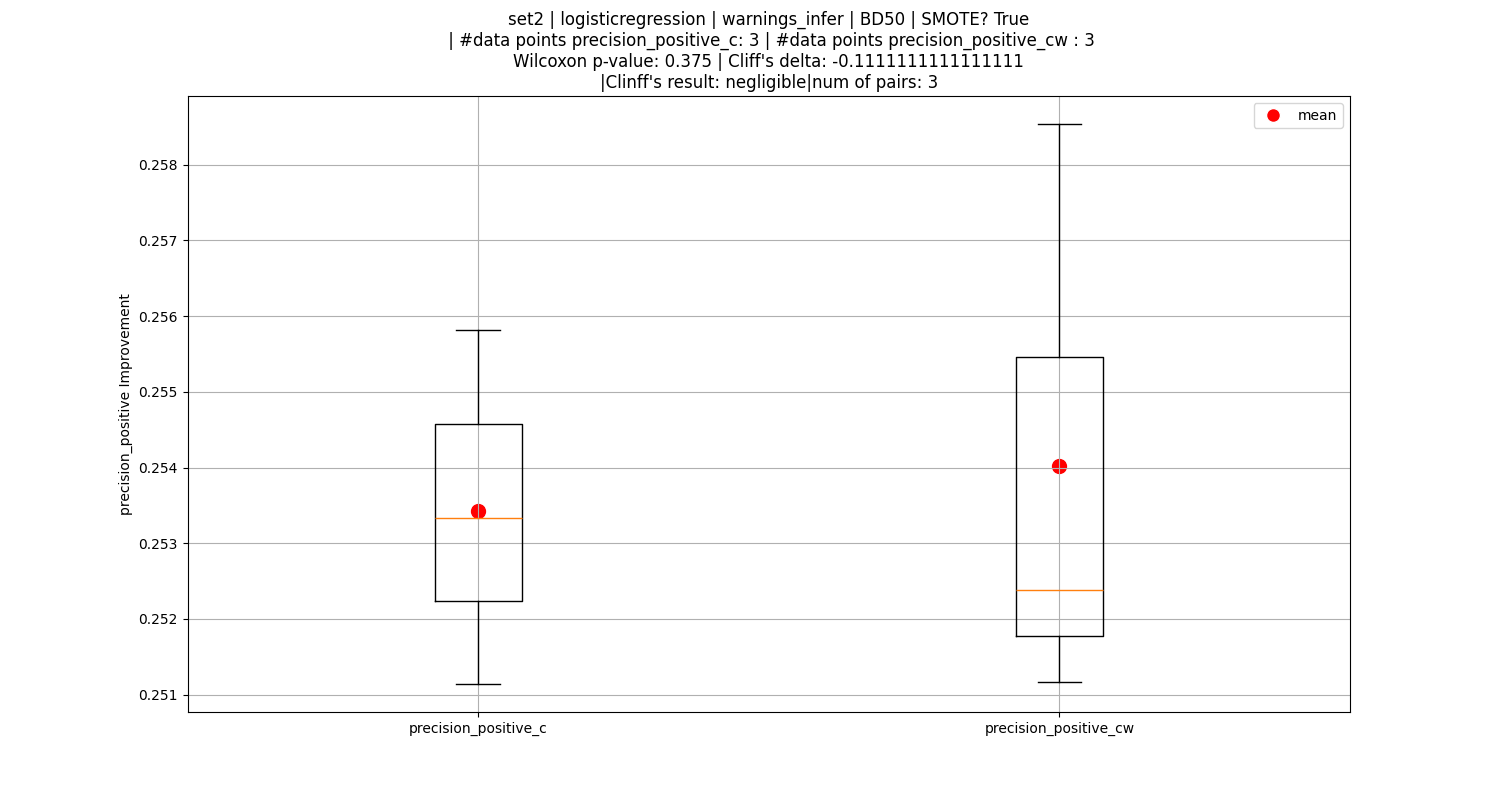 set2 | logisticregression | warnings_infer | BD50 | SMOTE? True
| #data points precision_positive_c: 3 | #data points precision_positive_cw : 3
Wilcoxon p-value: 0.375 | Cliff's delta: -0.1111111111111111
|Clinff's result: negligible|num of pairs: 3
mean
0.258
0.257
0.256
0.255
0.254
0.253
0.252
0.251
precision_positive Improvement
precision_positive_c
precision_positive_cw